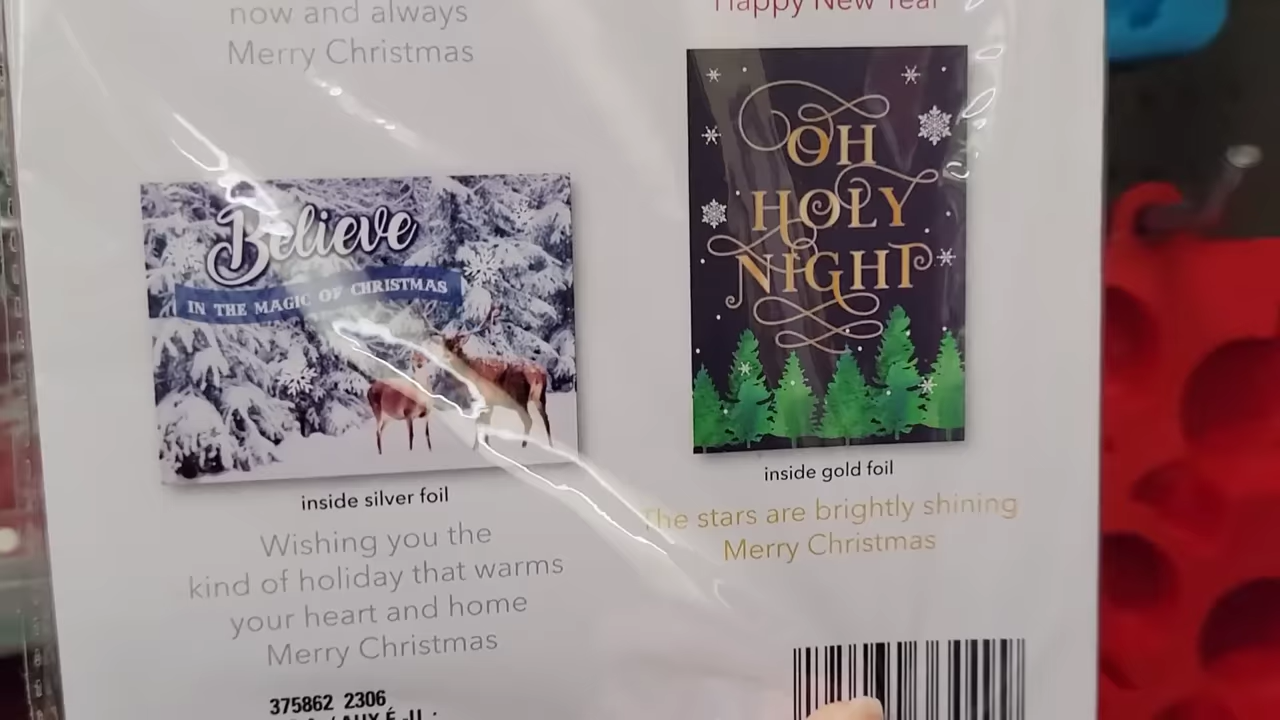 now and always
Merry Christmas
Happy New Year
Believe
IN THE MAGIC OF CHRISTMAS
inside silver foil
Wishing you the
kind of holiday that warms
your heart and home
Merry Christmas
375862 2306
OH
HOLY
NIGHT
inside gold foil
The stars are brightly shining
Merry Christmas